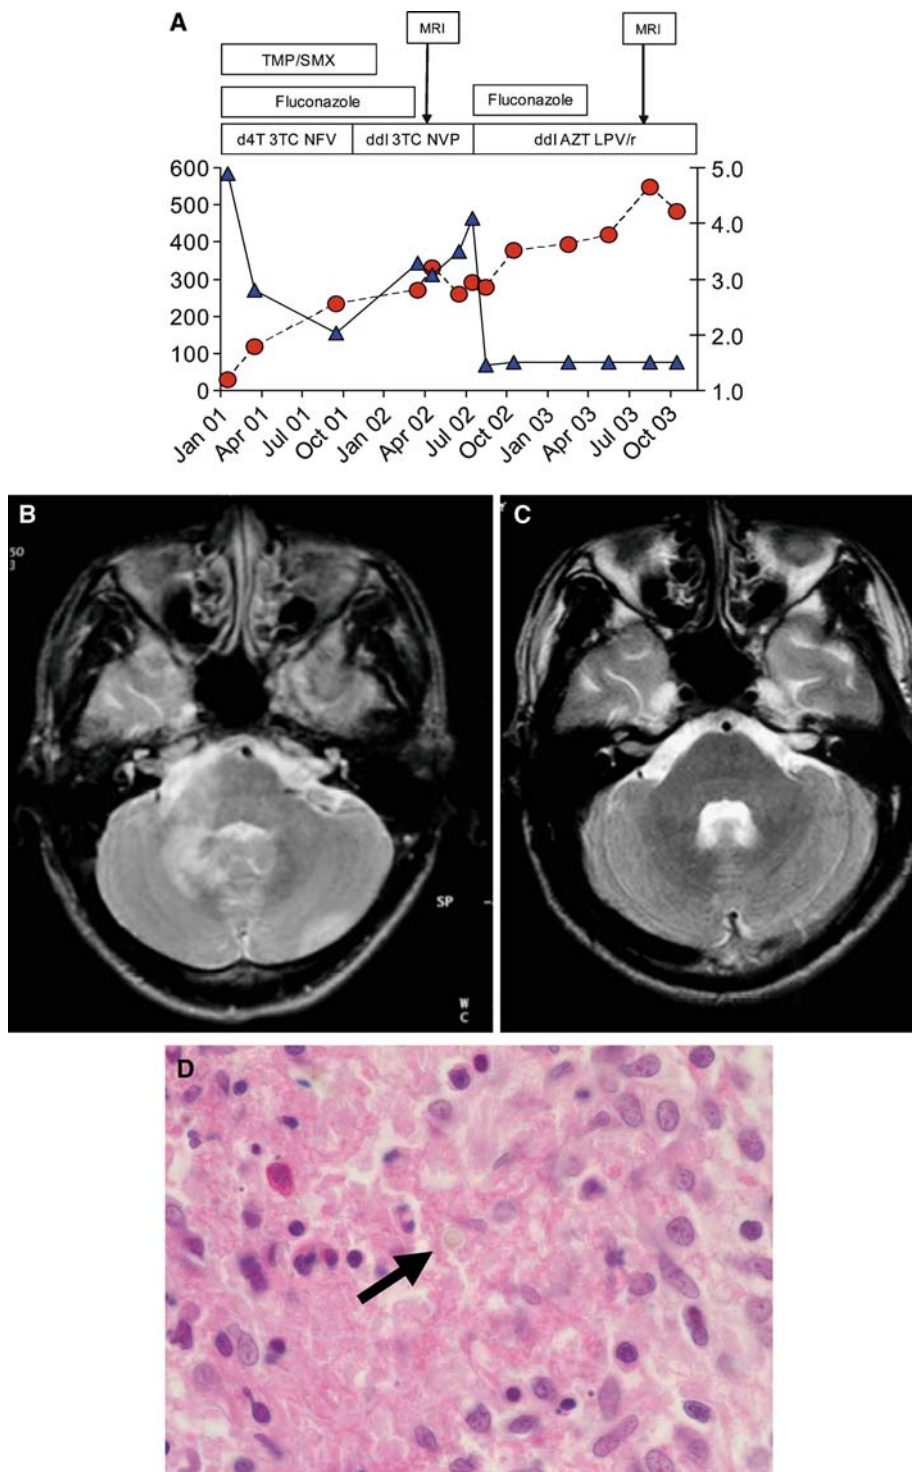 A
MRI
MRI
TMP/SMX
Fluconazole
Fluconazole
d4T 3TC NFV
ddI 3TC NVP
ddI AZT LPV/r
600
500
400
300
200
100
0
5.0
4.0
3.0
2.0
1.0
Jan 01
Apr 01
Jul 01
Oct 01
Jan 02
Apr 02
Jul 02
Oct 02
Jan 03
Apr 03
Jul 03
Oct 03
B
50
3
SP
W
C
C
D